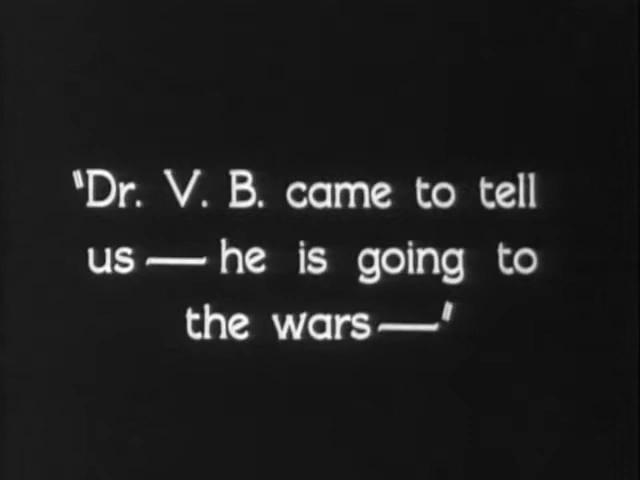 "Dr. V. B. came to tell
us — he is going to
the wars —"